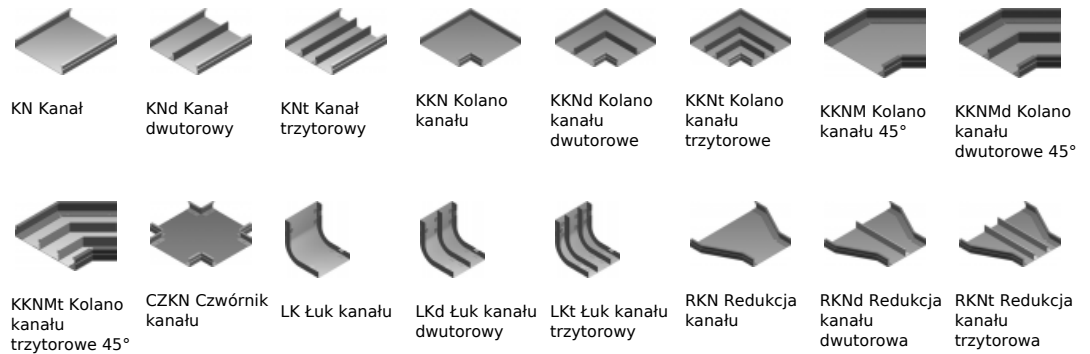 KN Kanał
KNd Kanał
dwutorowy
KNt Kanał
trzytorowy
KKN Kolano
kanału
KKNd Kolano
kanału
dwutorowe
KKNt Kolano
kanału
trzytorowe
KKNM Kolano
kanału 45°
KKNMd Kolano
kanału
dwutorowe 45°
KKNMt Kolano
kanału
trzytorowe 45°
CZKN Czwórnik
kanału
LK Łuk kanału
LKd Łuk kanału
dwutorowy
LKt Łuk kanału
trzytorowy
RKN Redukcja
kanału
RKNd Redukcja
kanału
dwutorowa
RKNt Redukcja
kanału
trzytorowa